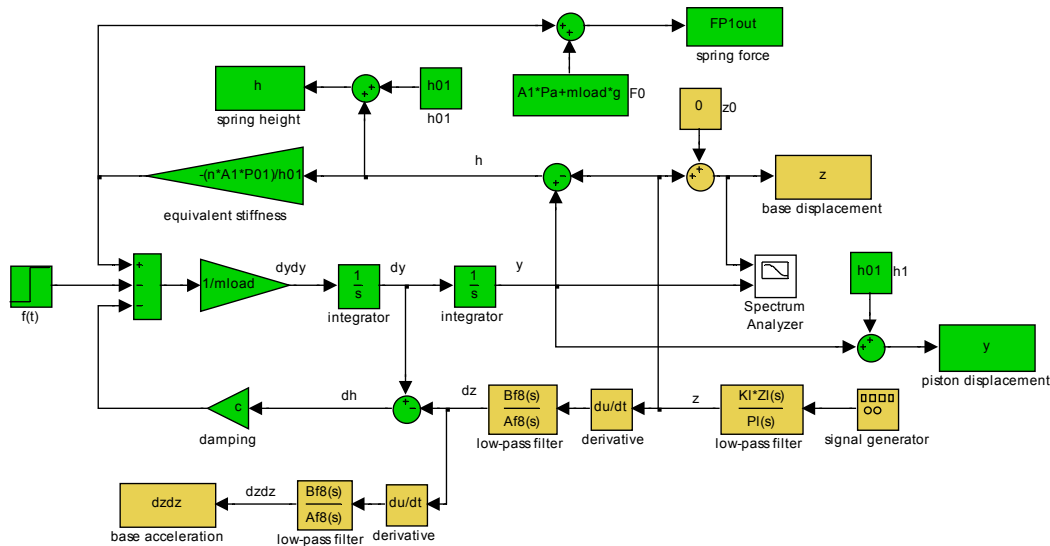 FP1out
spring force
A1*Pa+mload*g
F0
h
spring height
h01
h01
0
z0
-(n*A1*P01)/h01
equivalent stiffness
h
z
base displacement
f(t)
1/mload
dydy
1
s
integrator
dy
1
s
integrator
y
Spectrum
Analyzer
h01
h1
y
piston displacement
c
damping
dh
dz
Bf8(s)
Af8(s)
low-pass filter
du/dt
derivative
z
KI*ZI(s)
PI(s)
low-pass filter
signal generator
dzdz
base acceleration
dzdz
Bf8(s)
Af8(s)
low-pass filter
du/dt
derivative